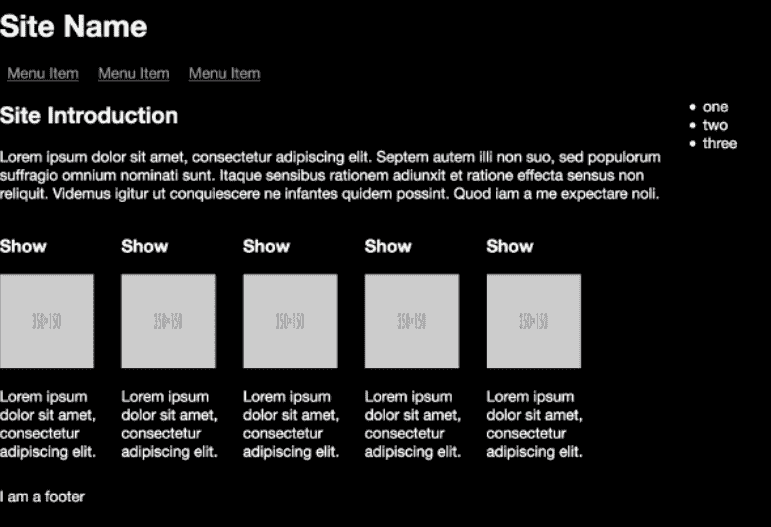 Site Name
Menu Item Menu Item Menu Item
Site Introduction
Lorem ipsum dolor sit amet, consectetur adipiscing elit. Septem autem illi non suo, sed populorum
suffragio omnium nominati sunt. Itaque sensibus rationem adiunxit et ratione effecta sensus non
reliquit. Videmus igitur ut conquiescere ne infantes quidem possint. Quod iam a me expectare noli.
one
two
three
Show Show Show Show Show
350×150 350×150 350×150 350×150 350×150
Lorem ipsum
dolor sit amet,
consectetur
adipiscing elit.
Lorem ipsum
dolor sit amet,
consectetur
adipiscing elit.
Lorem ipsum
dolor sit amet,
consectetur
adipiscing elit.
Lorem ipsum
dolor sit amet,
consectetur
adipiscing elit.
Lorem ipsum
dolor sit amet,
consectetur
adipiscing elit.
I am a footer